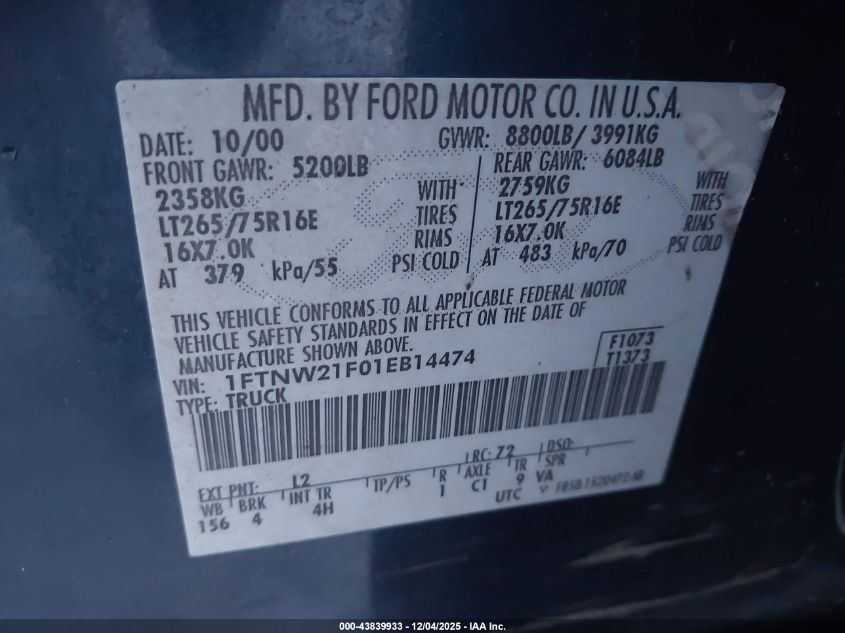 MFD. BY FORD MOTOR CO. IN U.S.A.
DATE: 10/00 GVWR: 8800LB/ 3991KG
FRONT GAWR: 5200LB REAR GAWR: 6084LB
2358KG WITH 2759KG WITH
LT265/75R16E TIRES LT265/75R16E TIRES
16X7.0K RIMS 16X7.0K RIMS
AT 379 kPa/55 PSI COLD AT 483 kPa/70 PSI COLD
THIS VEHICLE CONFORMS TO ALL APPLICABLE FEDERAL MOTOR
VEHICLE SAFETY STANDARDS IN EFFECT ON THE DATE OF
MANUFACTURE SHOWN ABOVE.
F1073
VIN: 1FTNW21F01EB14474 T1373
TYPE: TRUCK
EXT PNT: L2 RC: 72 DSO:
WB BRK INT TR TP/PS R AXLE TR SPR
156 4 4H 1 C1 9 VA
UTC
000-43839933 - 12/04/2025 - IAA Inc.